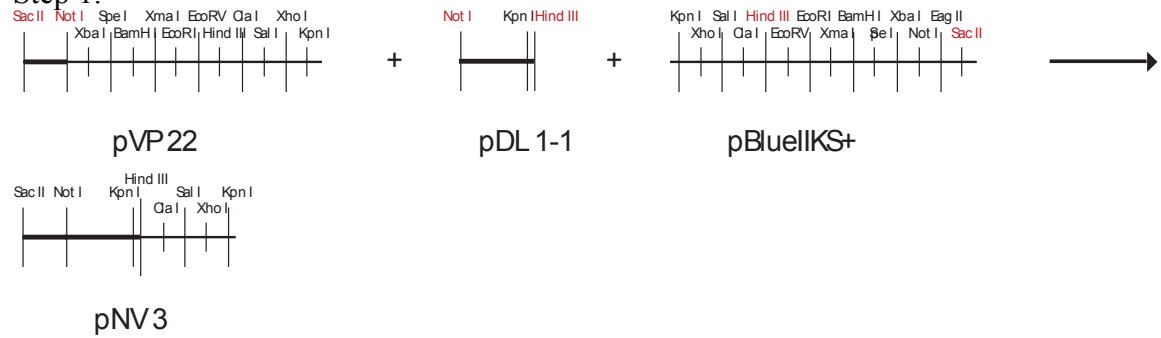 Step 1:
Sac II Not I Spe I Xma I EcoRV Cla I Xho I
Xba I BamH I EcoRI Hind III Sal I Kpn I
pVP22
+
Not I Kpn I Hind III
pDL1-1
+
Kpn I Sal I Hind III EcoRI BamH I Xba I Eag II
Xho I Cla I EcoRV Xma I Spe I Not I Sac II
pBlueIIKS+
Hind III
Sac II Not I Kpn I Sal I Kpn I
Cla I Xho I
pNV3